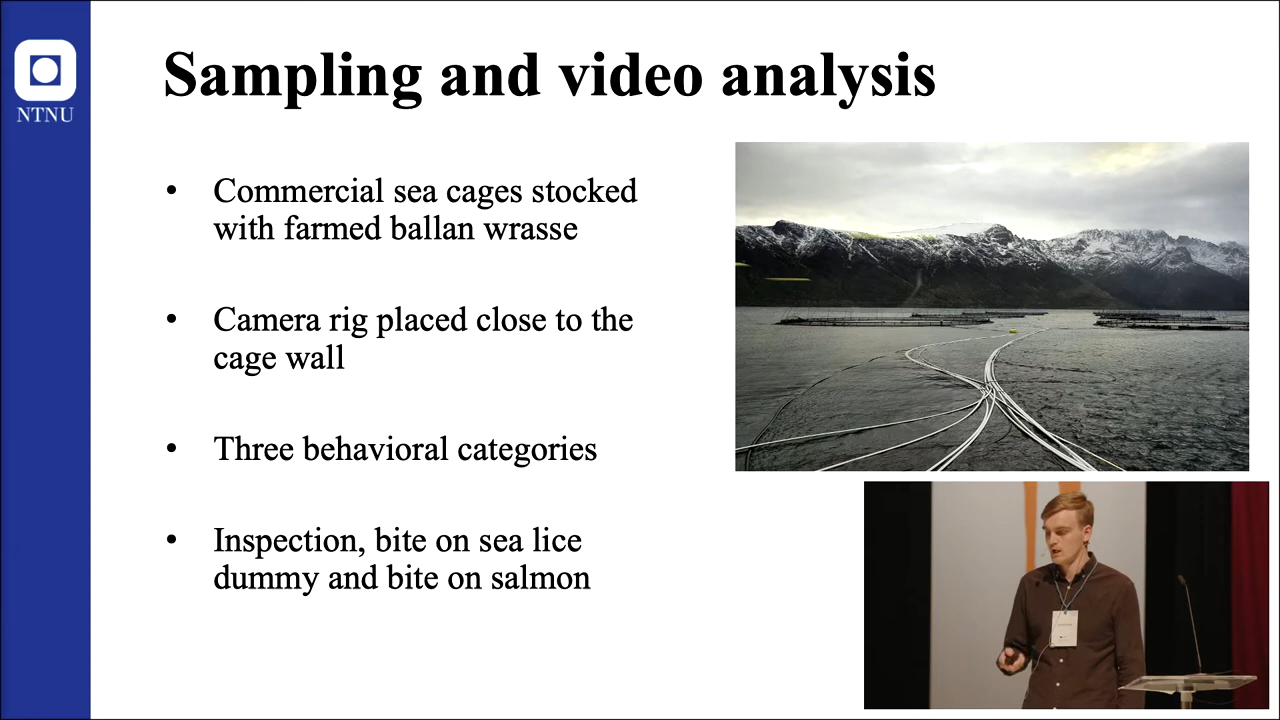 Sampling and video analysis
NTNU
• Commercial sea cages stocked
with farmed ballan wrasse
• Camera rig placed close to the
cage wall
• Three behavioral categories
• Inspection, bite on sea lice
dummy and bite on salmon